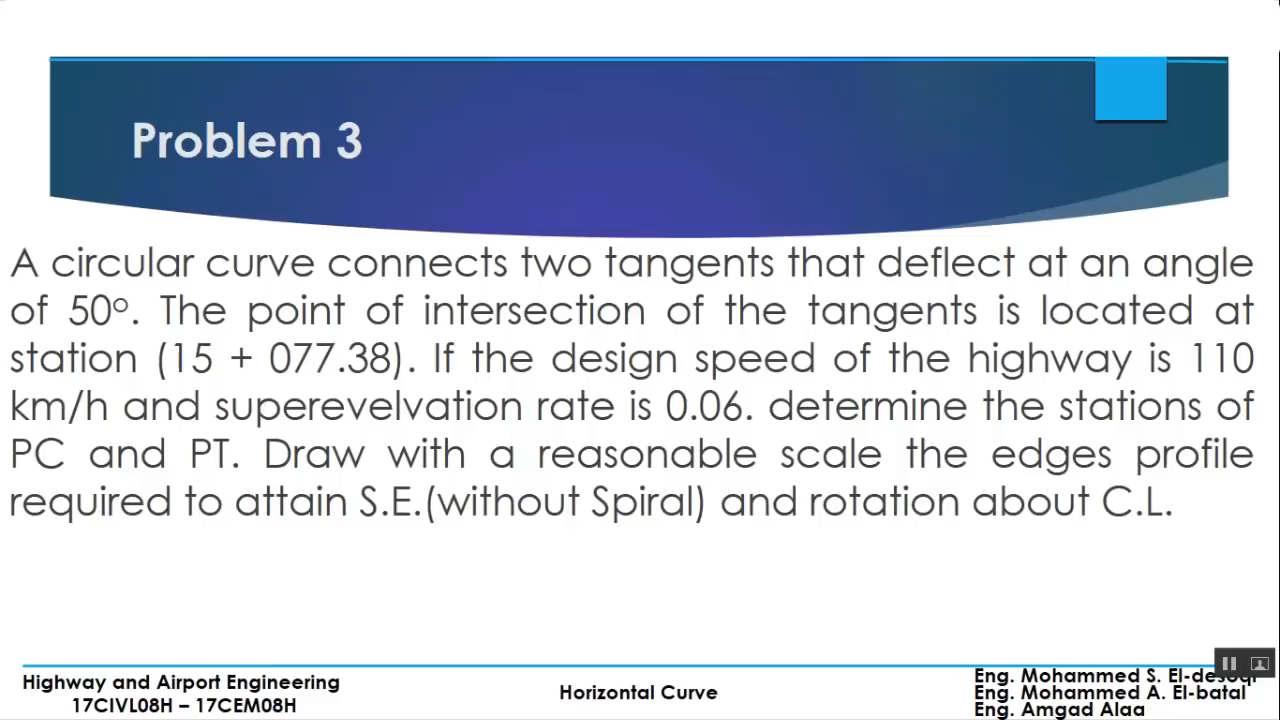 Problem 3
A circular curve connects two tangents that deflect at an angle
of 50°. The point of intersection of the tangents is located at
station (15 + 077.38). If the design speed of the highway is 110
km/h and superevelvation rate is 0.06. determine the stations of
PC and PT. Draw with a reasonable scale the edges profile
required to attain S.E.(without Spiral) and rotation about C.L.
Highway and Airport Engineering
17CIVL08H – 17CEM08H
Horizontal Curve
Eng. Mohammed S. El-desoqi
Eng. Mohammed A. El-batal
Eng. Amgad Alaa